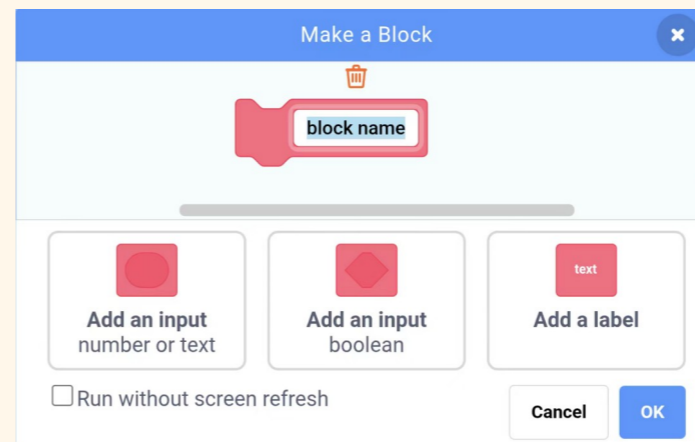 Make a Block
block name
text
Add an input
number or text
Add an input
boolean
Add a label
Run without screen refresh
Cancel
OK